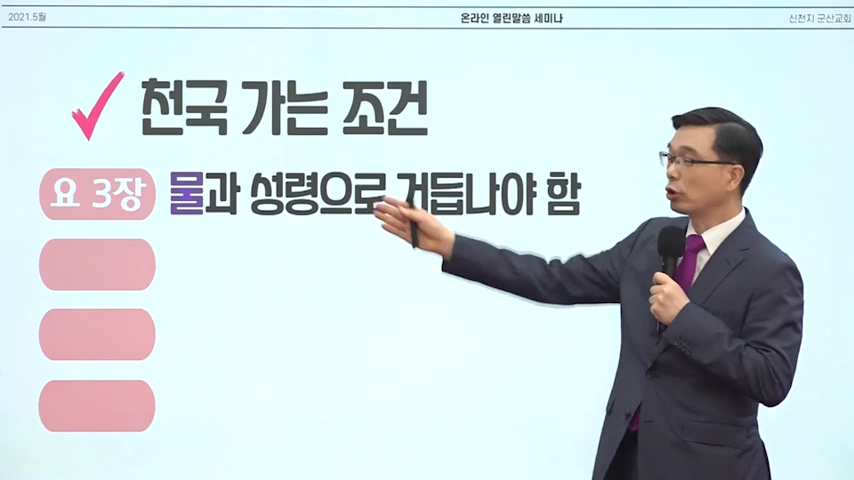 2021.5월 온라인 열린말씀 세미나 신천지 군산교회
천국 가는 조건
요 3장 물과 성령으로 거듭나야 함